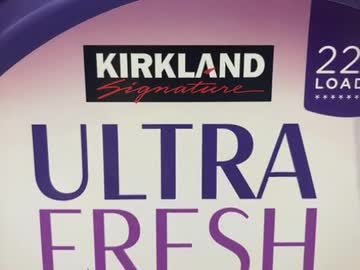 KIRKLAND
Signature
22
LOAD
ULTRA
FRESH